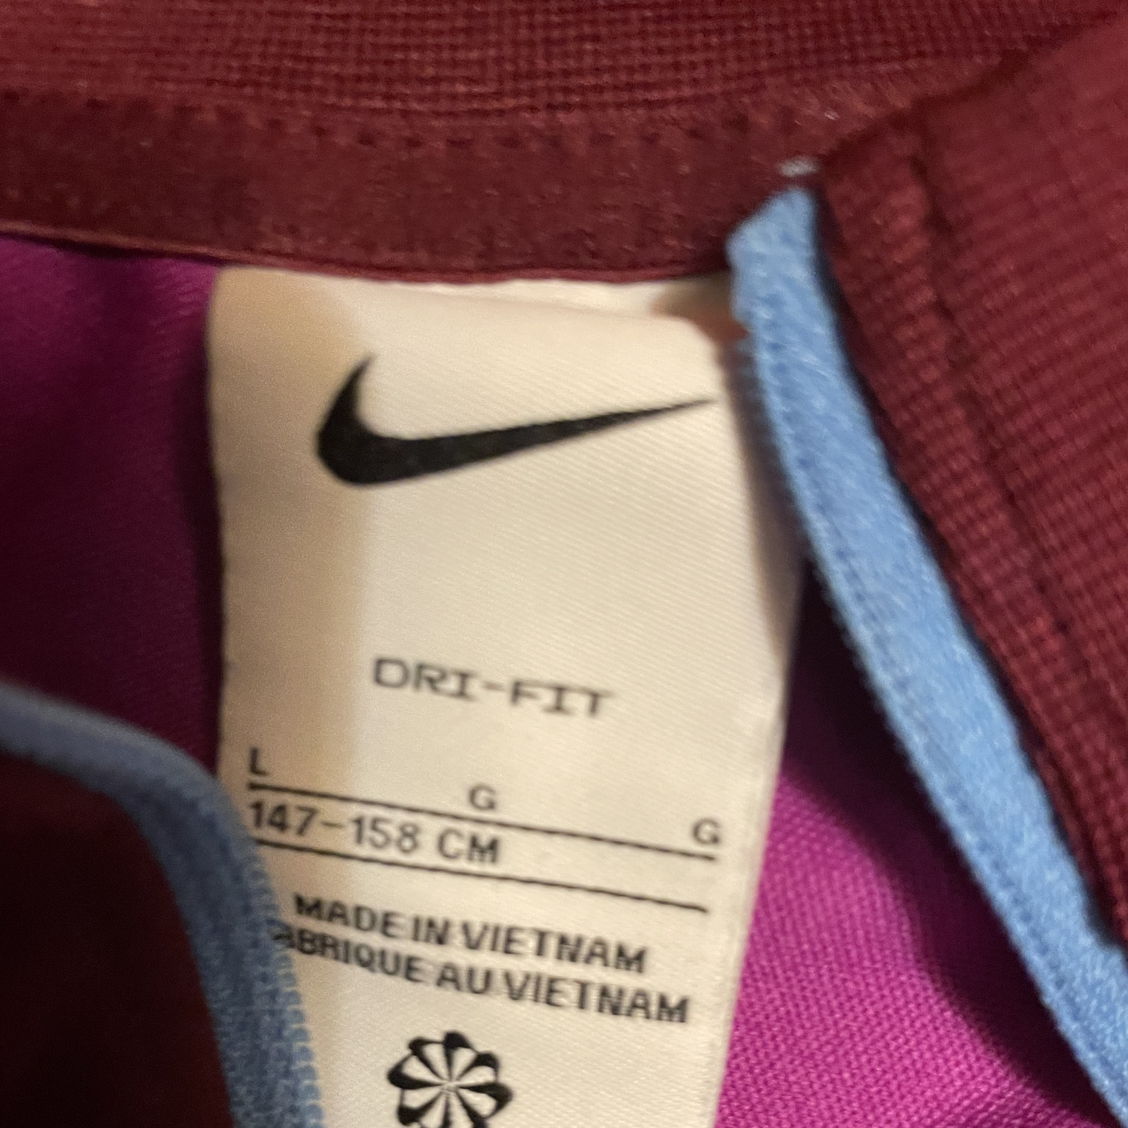 DRI-FIT
L G G
147-158 CM
MADE IN VIETNAM
ABRIQUE AU VIETNAM